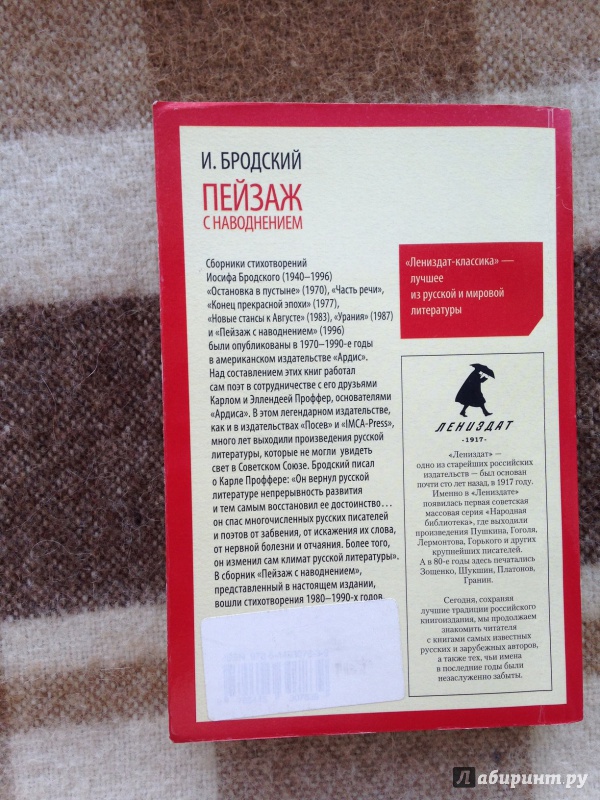 И. БРОДСКИЙ
ПЕЙЗАЖ
С НАВОДНЕНИЕМ
Сборники стихотворений
Иосифа Бродского (1940–1996)
«Остановка в пустыне» (1970), «Часть речи»,
«Конец прекрасной эпохи» (1977),
«Новые стансы к Августе» (1983), «Урания» (1987)
и «Пейзаж с наводнением» (1996)
были опубликованы в 1970–1990-е годы
в американском издательстве «Ардис».
Над составлением этих книг работал
сам поэт в сотрудничестве с его друзьями
Карлом и Эллендеей Проффер, основателями
«Ардиса». В этом легендарном издательстве,
как и в издательствах «Посев» и «IMCA-Press»,
много лет выходили произведения русской
литературы, которые не могли увидеть
свет в Советском Союзе. Бродский писал
о Карле Проффере: «Он вернул русской
литературе непрерывность развития
и тем самым восстановил ее достоинство…
он спас многочисленных русских писателей
и поэтов от забвения, от искажения их слова,
от нервной болезни и отчаяния. Более того,
он изменил сам климат русской литературы».
В сборник «Пейзаж с наводнением»,
представленный в настоящем издании,
вошли стихотворения 1980–1990-х годов
«Лениздат-классика» —
лучшее
из русской и мировой
литературы
ЛЕНИЗДАТ
-1917-
«Лениздат» —
одно из старейших российских
издательств — был основан
почти сто лет назад, в 1917 году.
Именно в «Лениздате»
появилась первая советская
массовая серия «Народная
библиотека», где выходили
произведения Пушкина, Гоголя,
Лермонтова, Горького и других
крупнейших писателей.
А в 80-е годы здесь печатались
Зощенко, Шукшин, Платонов,
Гранин.
Сегодня, сохраняя
лучшие традиции российского
книгоиздания, мы продолжаем
знакомить читателя
с книгами самых известных
русских и зарубежных авторов,
а также тех, чьи имена
в последние годы были
незаслуженно забыты.
Лабиринт.ру